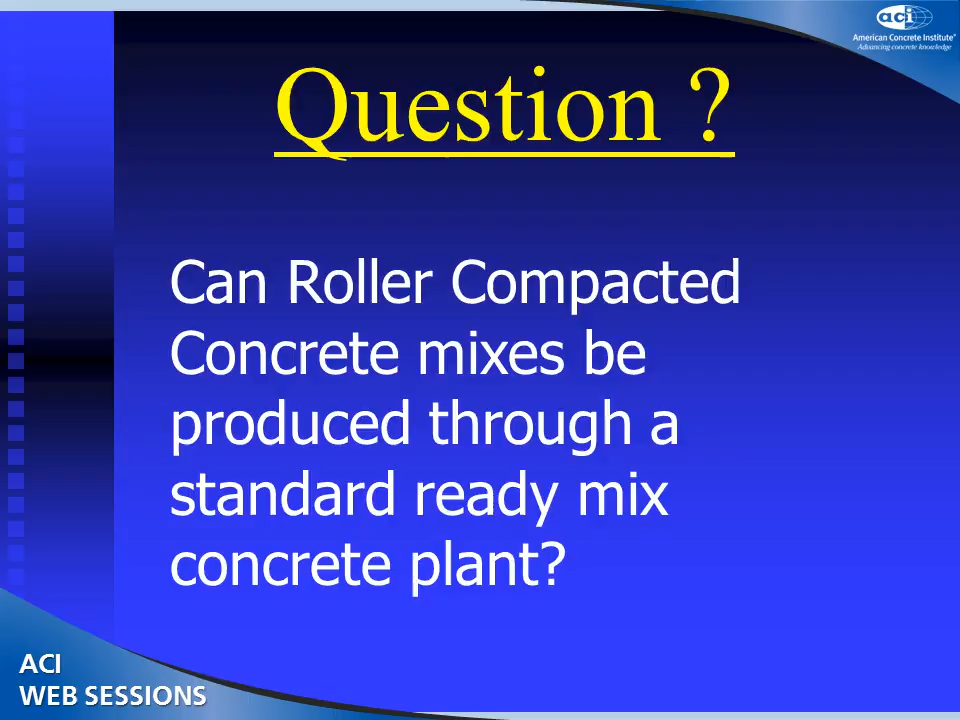 aci
American Concrete Institute®
Advancing concrete knowledge
Question ?
Can Roller Compacted
Concrete mixes be
produced through a
standard ready mix
concrete plant?
ACI
WEB SESSIONS